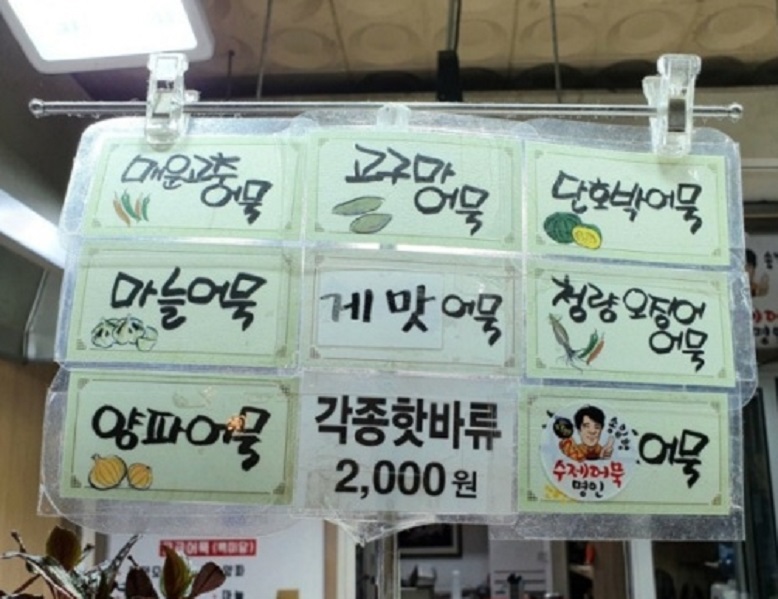 매운고추
어묵
고구마
어묵
단호박어묵
마늘어묵
게맛어묵
청량오징어
어묵
양파어묵
각종핫바류
2,000원
수제어묵
명인
어묵